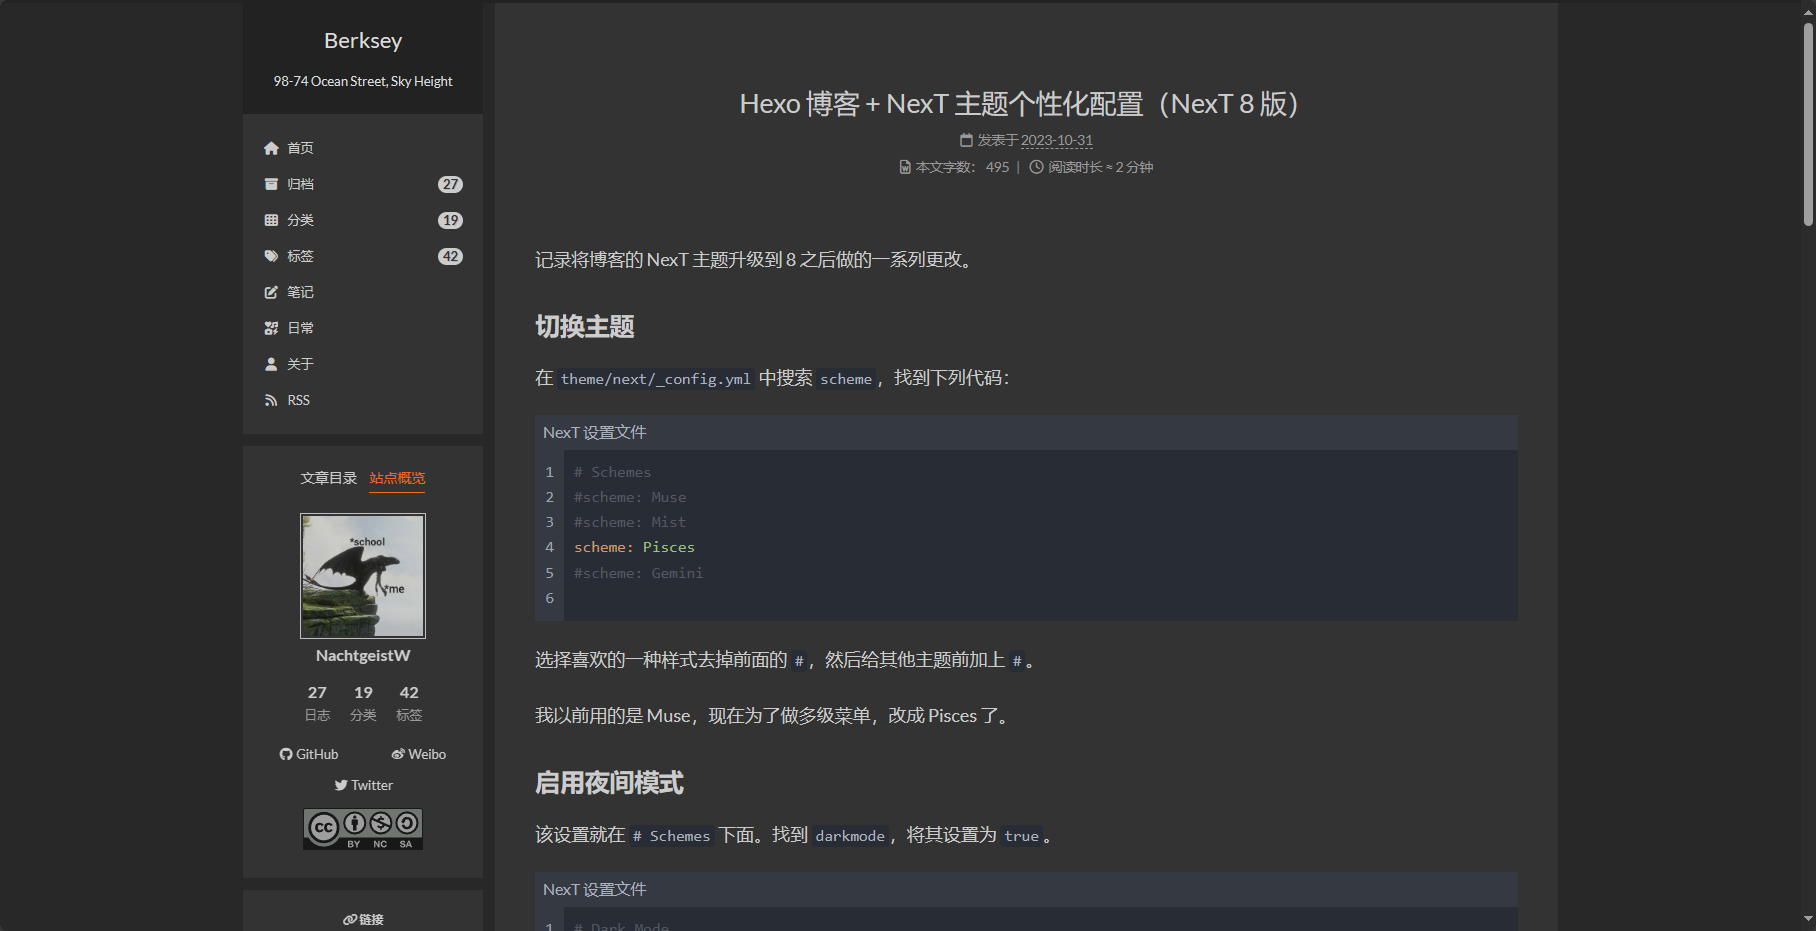 Berksey
98-74 Ocean Street, Sky Height
首页
归档 27
分类 19
标签 42
笔记
日常
关于
RSS
文章目录 站点概览
*school
*me
NachtgeistW
27 19 42
日志 分类 标签
GitHub Weibo
Twitter
cc BY NC SA
链接
Hexo 博客 + NexT 主题个性化配置（NexT 8 版）
发表于 2023-10-31
本文字数： 495 | 阅读时长 ≈ 2 分钟
记录将博客的 NexT 主题升级到 8 之后做的一系列更改。
切换主题
在 theme/next/_config.yml 中搜索 scheme，找到下列代码：
NexT 设置文件
1 # Schemes
2 #scheme: Muse
3 #scheme: Mist
4 scheme: Pisces
5 #scheme: Gemini
6
选择喜欢的一种样式去掉前面的 #，然后给其他主题前加上 #。
我以前用的是 Muse，现在为了做多级菜单，改成 Pisces 了。
启用夜间模式
该设置就在 # Schemes 下面。找到 darkmode，将其设置为 true。
NexT 设置文件
1 # Dark Mode